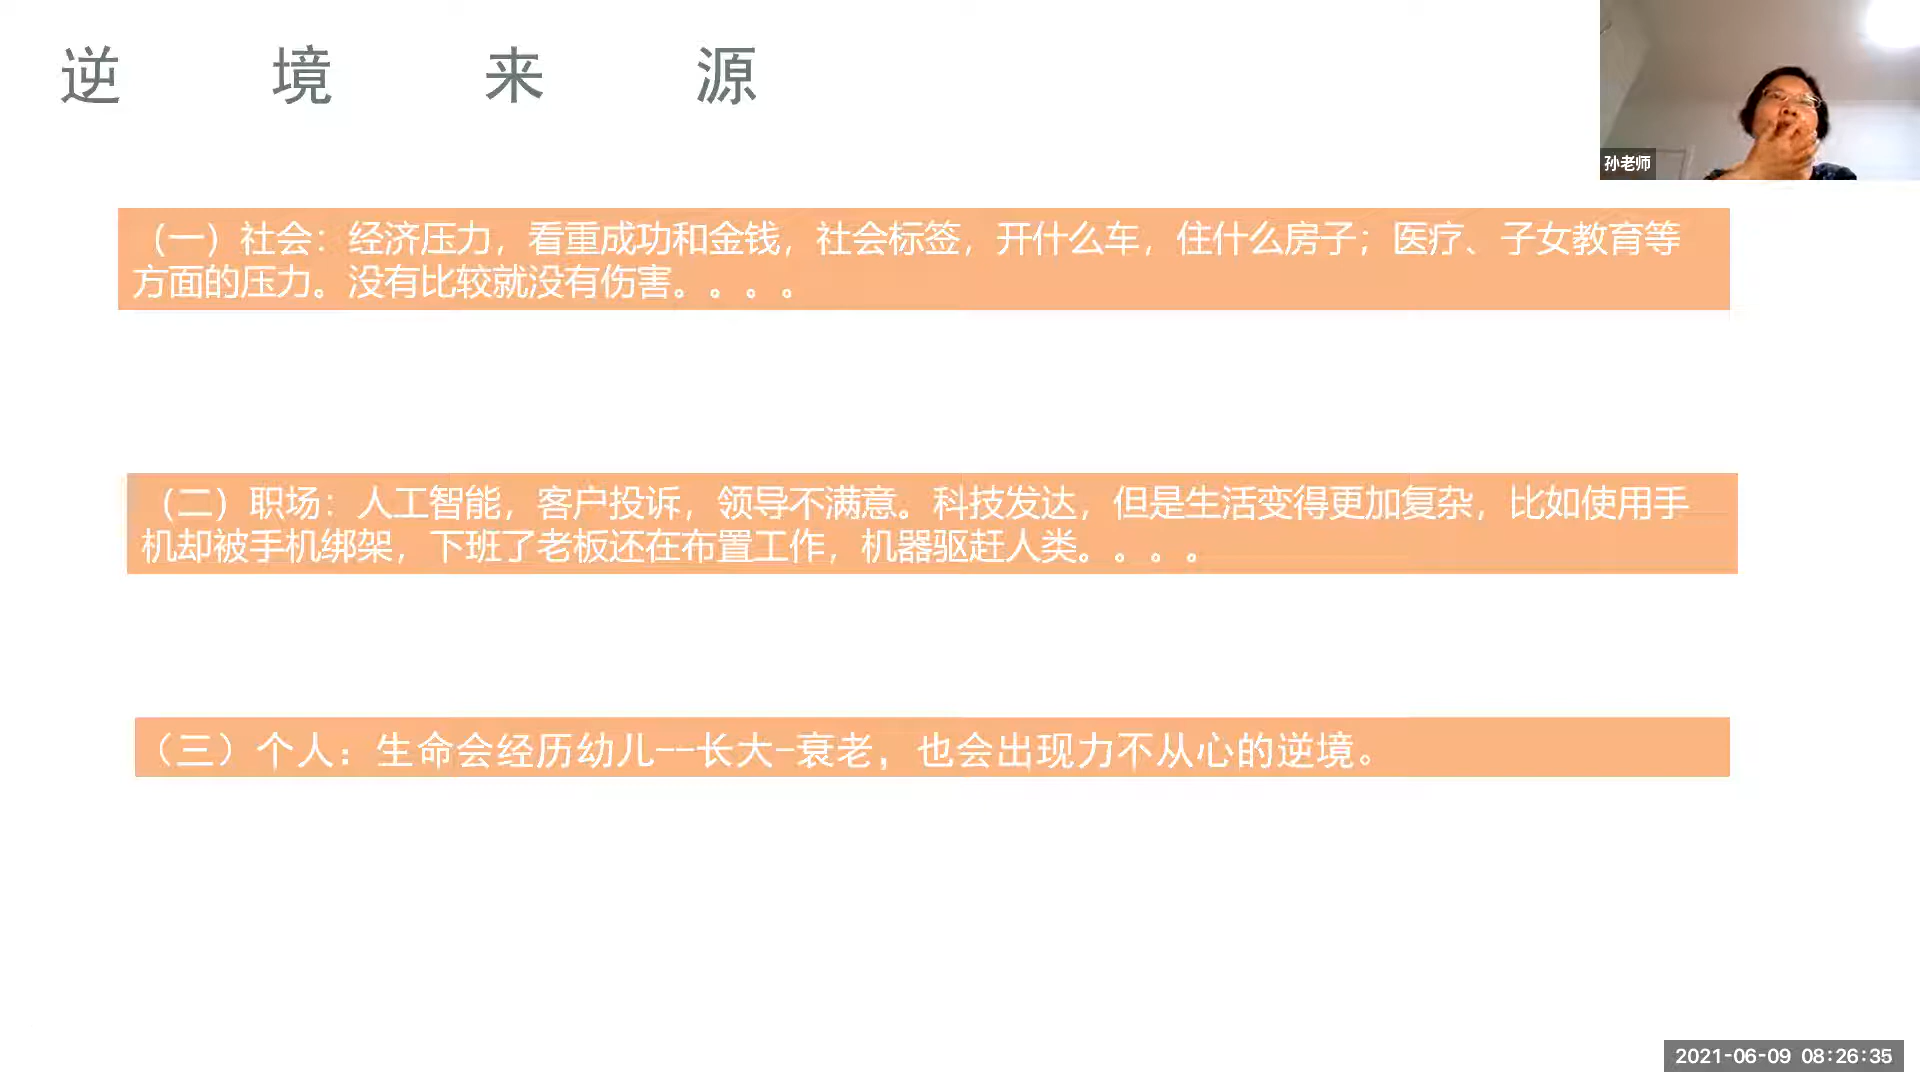 逆境来源
孙老师
（一）社会：经济压力，看重成功和金钱，社会标签，开什么车，住什么房子；医疗、子女教育等
方面的压力。没有比较就没有伤害。。。。
（二）职场：人工智能，客户投诉，领导不满意。科技发达，但是生活变得更加复杂，比如使用手
机却被手机绑架，下班了老板还在布置工作，机器驱赶人类。。。。
（三）个人：生命会经历幼儿--长大-衰老，也会出现力不从心的逆境。
2021-06-09 08:26:35